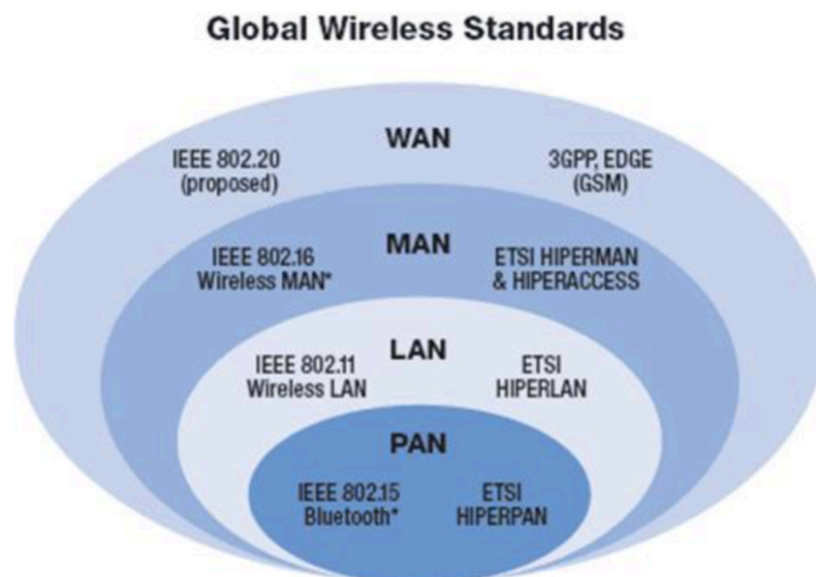 Global Wireless Standards
WAN
IEEE 802.20
(proposed)
3GPP, EDGE
(GSM)
MAN
IEEE 802.16
Wireless MAN*
ETSI HIPERMAN
& HIPERACCESS
LAN
IEEE 802.11
Wireless LAN
ETSI
HIPERLAN
PAN
IEEE 802.15
Bluetooth*
ETSI
HIPERPAN